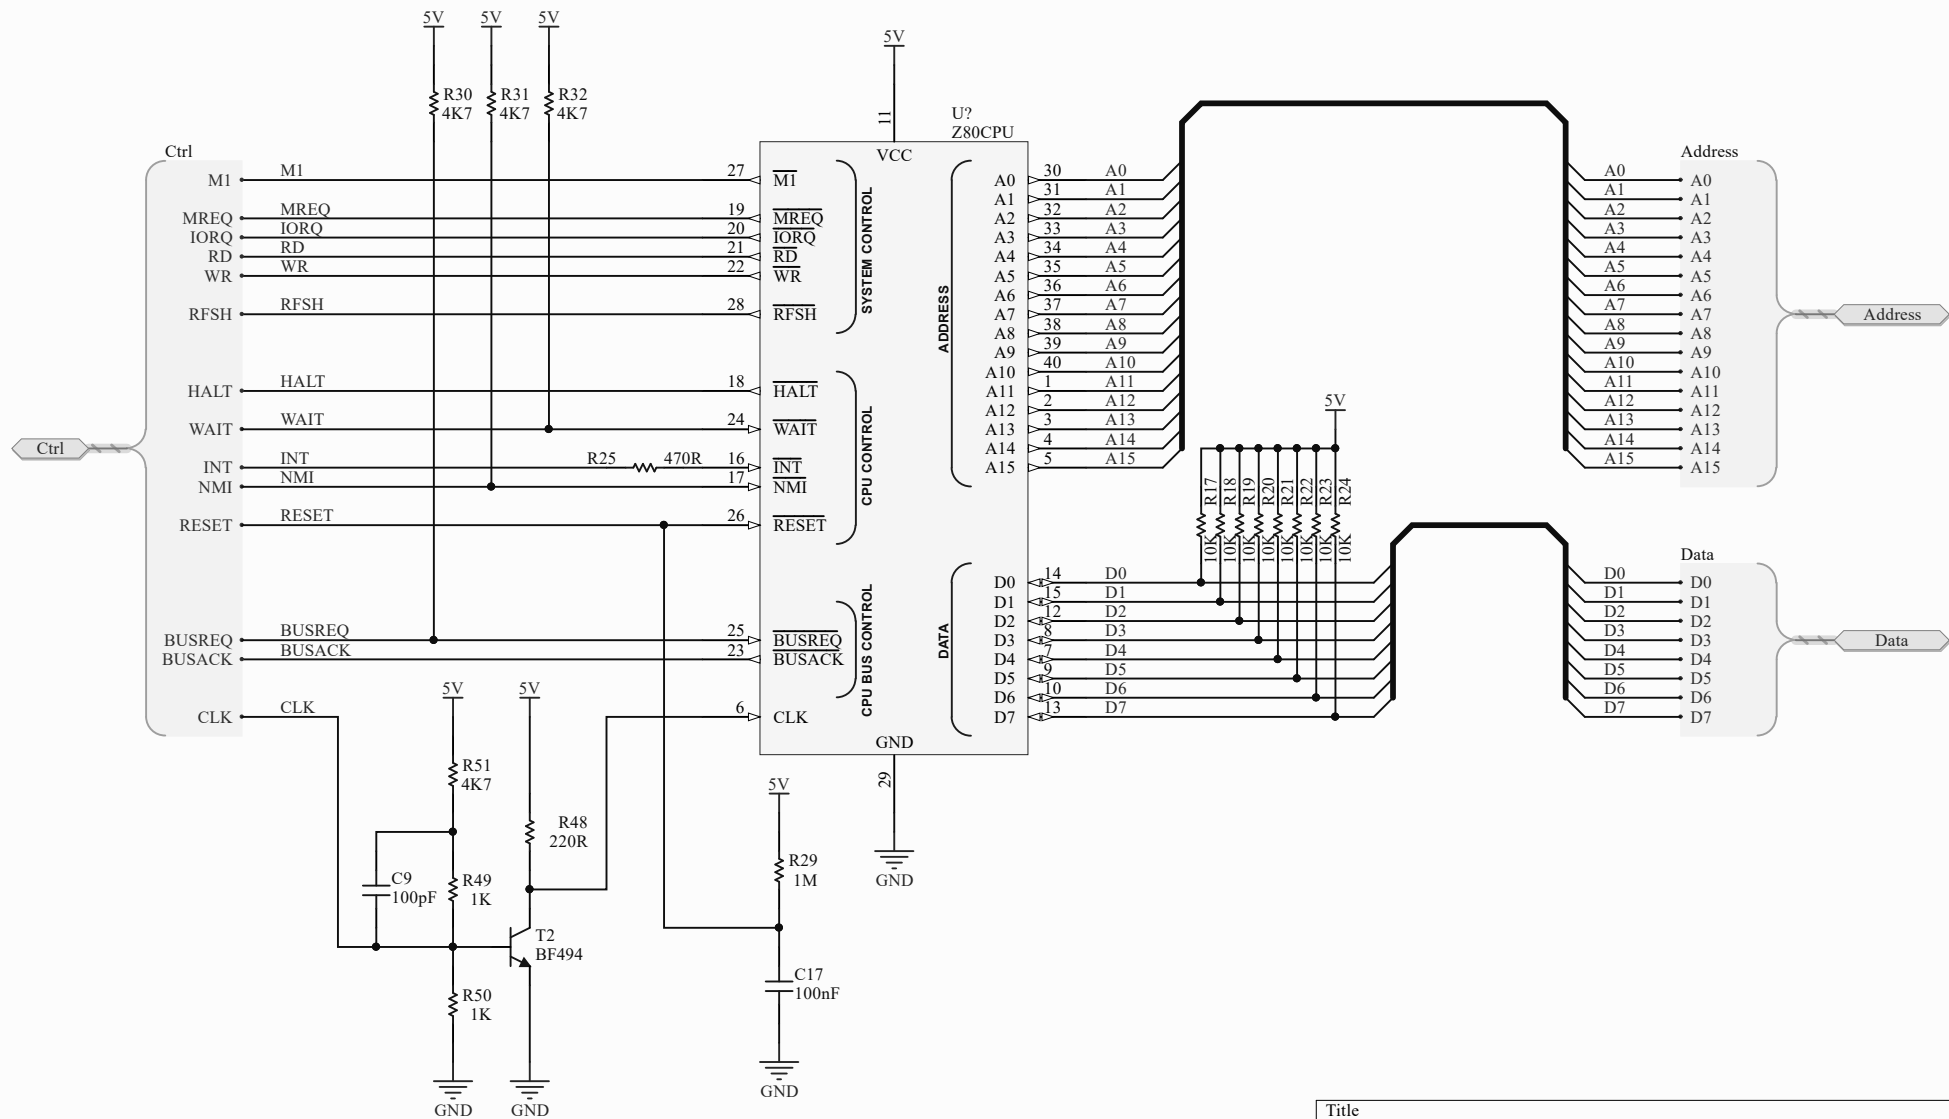 5V 5V 5V
5V
R30 R31 R32
4K7 4K7 4K7
11
U?
Z80CPU
VCC
Ctrl
Address
M1 M1 27 M1 A0 30 A0 A0 A0
A1 31 A1 A1 A1
MREQ MREQ 19 MREQ A2 32 A2 A2 A2
IORQ IORQ 20 IORQ A3 33 A3 A3 A3
RD RD 21 RD A4 34 A4 A4 A4
WR WR 22 WR A5 35 A5 A5 A5
A6 36 A6 A6 A6
RFSH RFSH 28 RFSH A7 37 A7 A7 A7
SYSTEM CONTROL
ADDRESS
Address
A8 38 A8 A8 A8
A9 39 A9 A9 A9
A10 40 A10 A10 A10
HALT HALT 18 HALT A11 1 A11 A11 A11
A12 2 A12 A12 A12
WAIT WAIT 24 WAIT A13 3 A13 A13 A13
5V
Ctrl
A14 4 A14 A14 A14
INT INT R25 470R 16 INT A15 5 A15 A15 A15
NMI NMI 17 NMI
CPU CONTROL
RESET RESET 26 RESET
R17 R18 R19 R20 R21 R22 R23 R24
10K 10K 10K 10K 10K 10K 10K 10K
Data
D0 14 D0 D0 D0
D1 15 D1 D1 D1
D2 12 D2 D2 D2
BUSREQ BUSREQ 25 BUSREQ D3 8 D3 D3 D3
BUSACK BUSACK 23 BUSACK D4 7 D4 D4 D4
CPU BUS CONTROL
DATA
Data
D5 9 D5 D5 D5
D6 10 D6 D6 D6
CLK CLK 6 CLK D7 13 D7 D7 D7
5V 5V
GND
29
GND
R51
4K7
R48
220R
5V
R29
1M
C9
100pF
R49
1K
T2
BF494
C17
100nF
R50
1K
GND
GND GND
Title